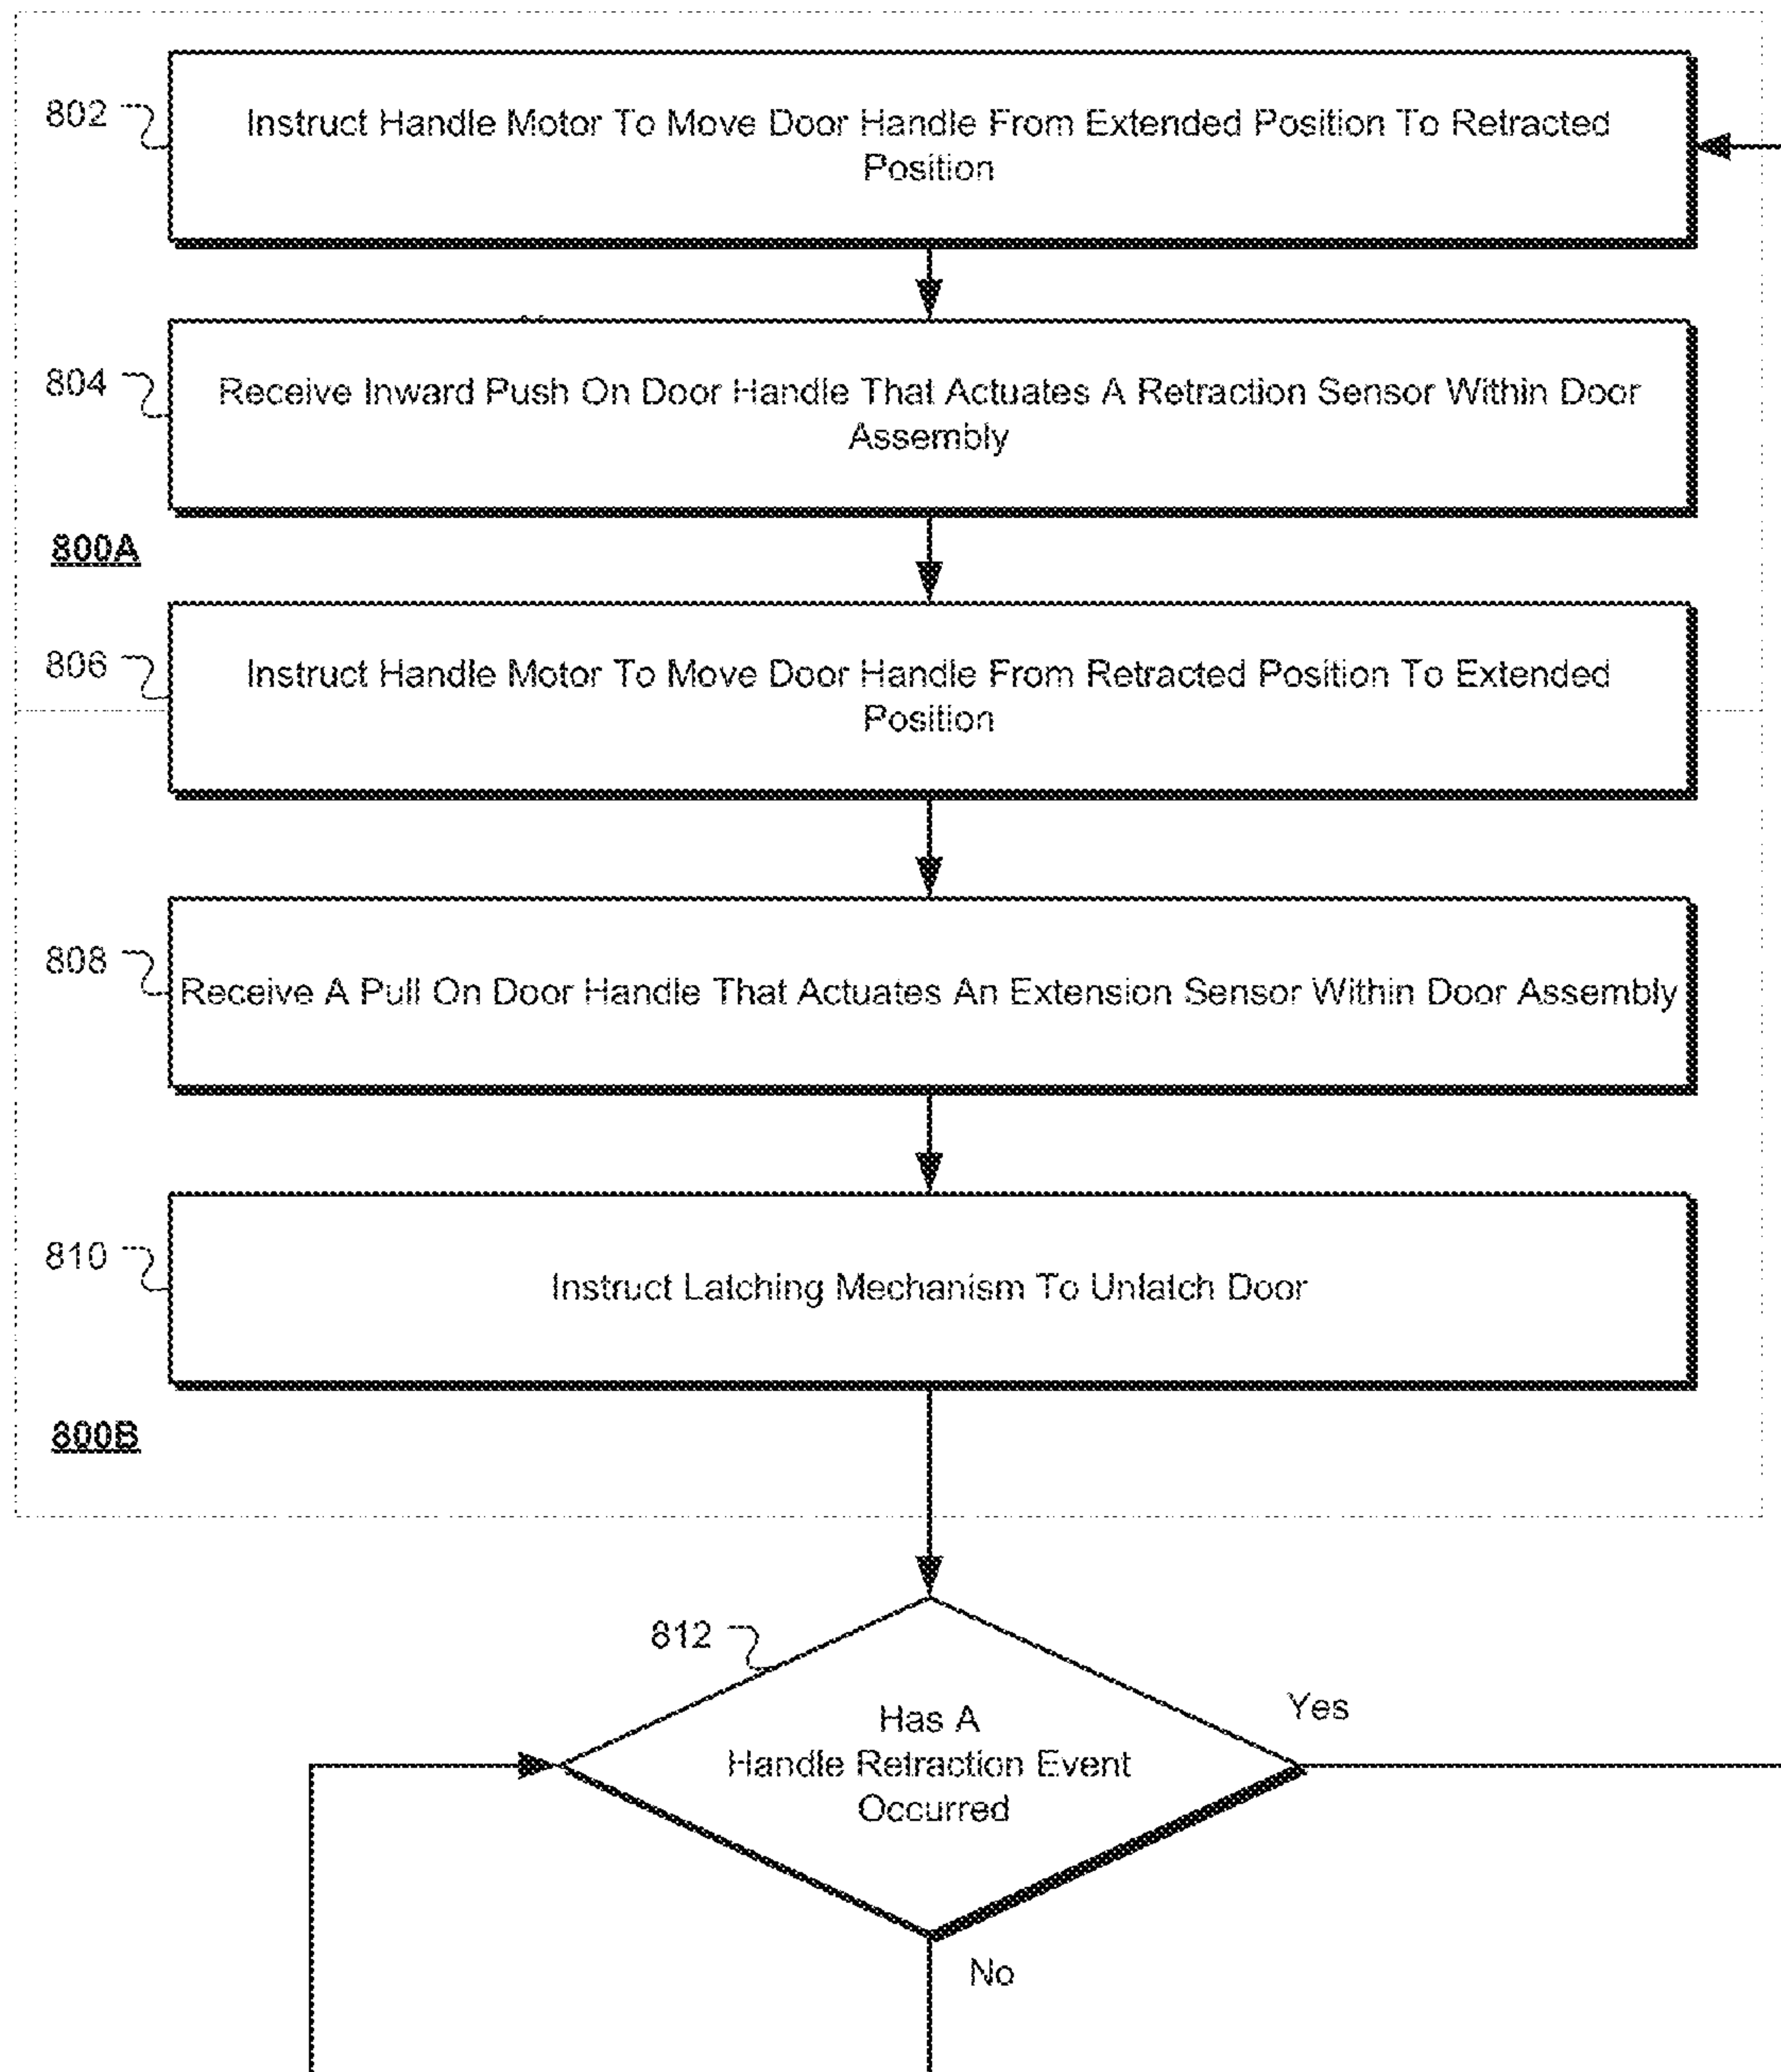 802
Instruct Handle Motor To Move Door Handle From Extended Position To Retracted
Position
804
Receive Inward Push On Door Handle That Actuates A Retraction Sensor Within Door
Assembly
800A
806
Instruct Handle Motor To Move Door Handle From Retracted Position To Extended
Position
808
Receive A Pull On Door Handle That Actuates An Extension Sensor Within Door Assembly
810
Instruct Latching Mechanism To Unlatch Door
800B
812
Has A
Handle Retraction Event
Occurred
Yes
No